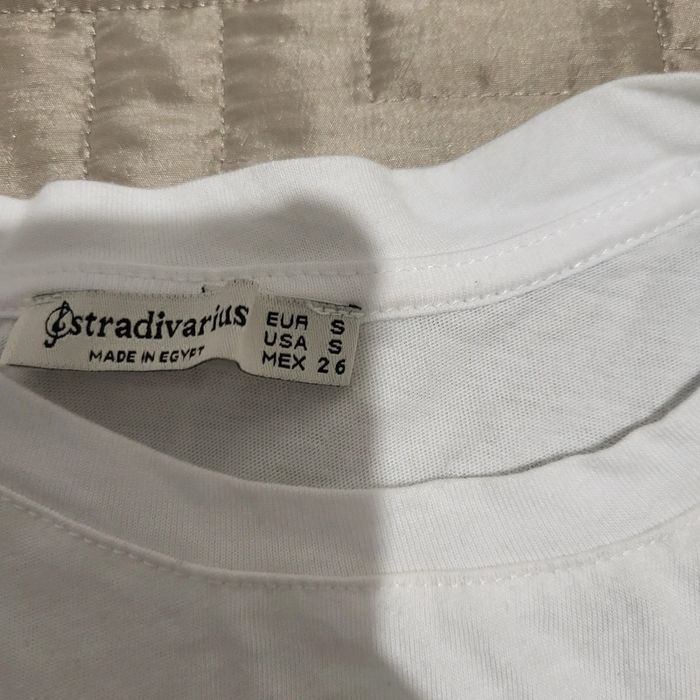 stradivarius
MADE IN EGYPT
EUR S
USA S
MEX 26